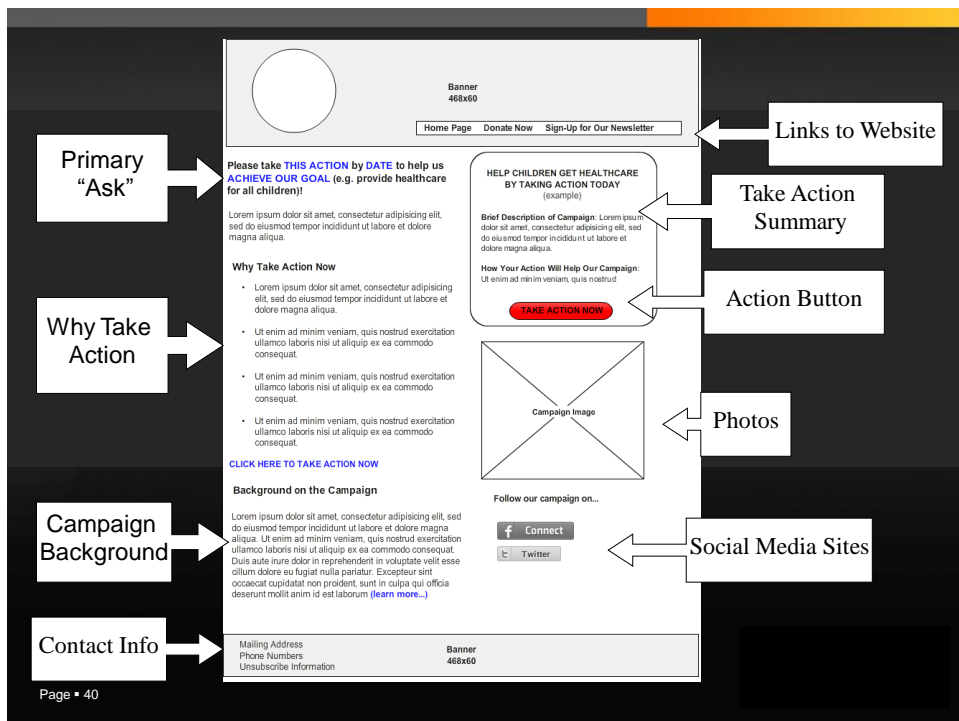 Banner
468x60
Home Page Donate Now Sign-Up for Our Newsletter
Links to Website
Primary
“Ask”
Please take THIS ACTION by DATE to help us
ACHIEVE OUR GOAL (e.g. provide healthcare
for all children)!
Lorem ipsum dolor sit amet, consectetur adipisicing elit,
sed do eiusmod tempor incididunt ut labore et dolore
magna aliqua.
HELP CHILDREN GET HEALTHCARE
BY TAKING ACTION TODAY
(example)
Brief Description of Campaign: Lorem ipsum
dolor sit amet, consectetur adipisicing elit, sed
do eiusmod tempor incididunt ut labore et
dolore magna aliqua.
How Your Action Will Help Our Campaign:
Ut enim ad minim veniam, quis nostrud
TAKE ACTION NOW
Take Action
Summary
Action Button
Why Take
Action
Why Take Action Now
• Lorem ipsum dolor sit amet, consectetur adipisicing
elit, sed do eiusmod tempor incididunt ut labore et
dolore magna aliqua.
• Ut enim ad minim veniam, quis nostrud exercitation
ullamco laboris nisi ut aliquip ex ea commodo
consequat.
• Ut enim ad minim veniam, quis nostrud exercitation
ullamco laboris nisi ut aliquip ex ea commodo
consequat.
• Ut enim ad minim veniam, quis nostrud exercitation
ullamco laboris nisi ut aliquip ex ea commodo
consequat.
CLICK HERE TO TAKE ACTION NOW
Campaign Image
Photos
Campaign
Background
Background on the Campaign
Lorem ipsum dolor sit amet, consectetur adipisicing elit, sed
do eiusmod tempor incididunt ut labore et dolore magna
aliqua. Ut enim ad minim veniam, quis nostrud exercitation
ullamco laboris nisi ut aliquip ex ea commodo consequat.
Duis aute irure dolor in reprehenderit in voluptate velit esse
cillum dolore eu fugiat nulla pariatur. Excepteur sint
occaecat cupidatat non proident, sunt in culpa qui officia
deserunt mollit anim id est laborum (learn more...)
Follow our campaign on...
f Connect
t Twitter
Social Media Sites
Contact Info
Mailing Address
Phone Numbers
Unsubscribe Information
Banner
468x60
Page ▪ 40